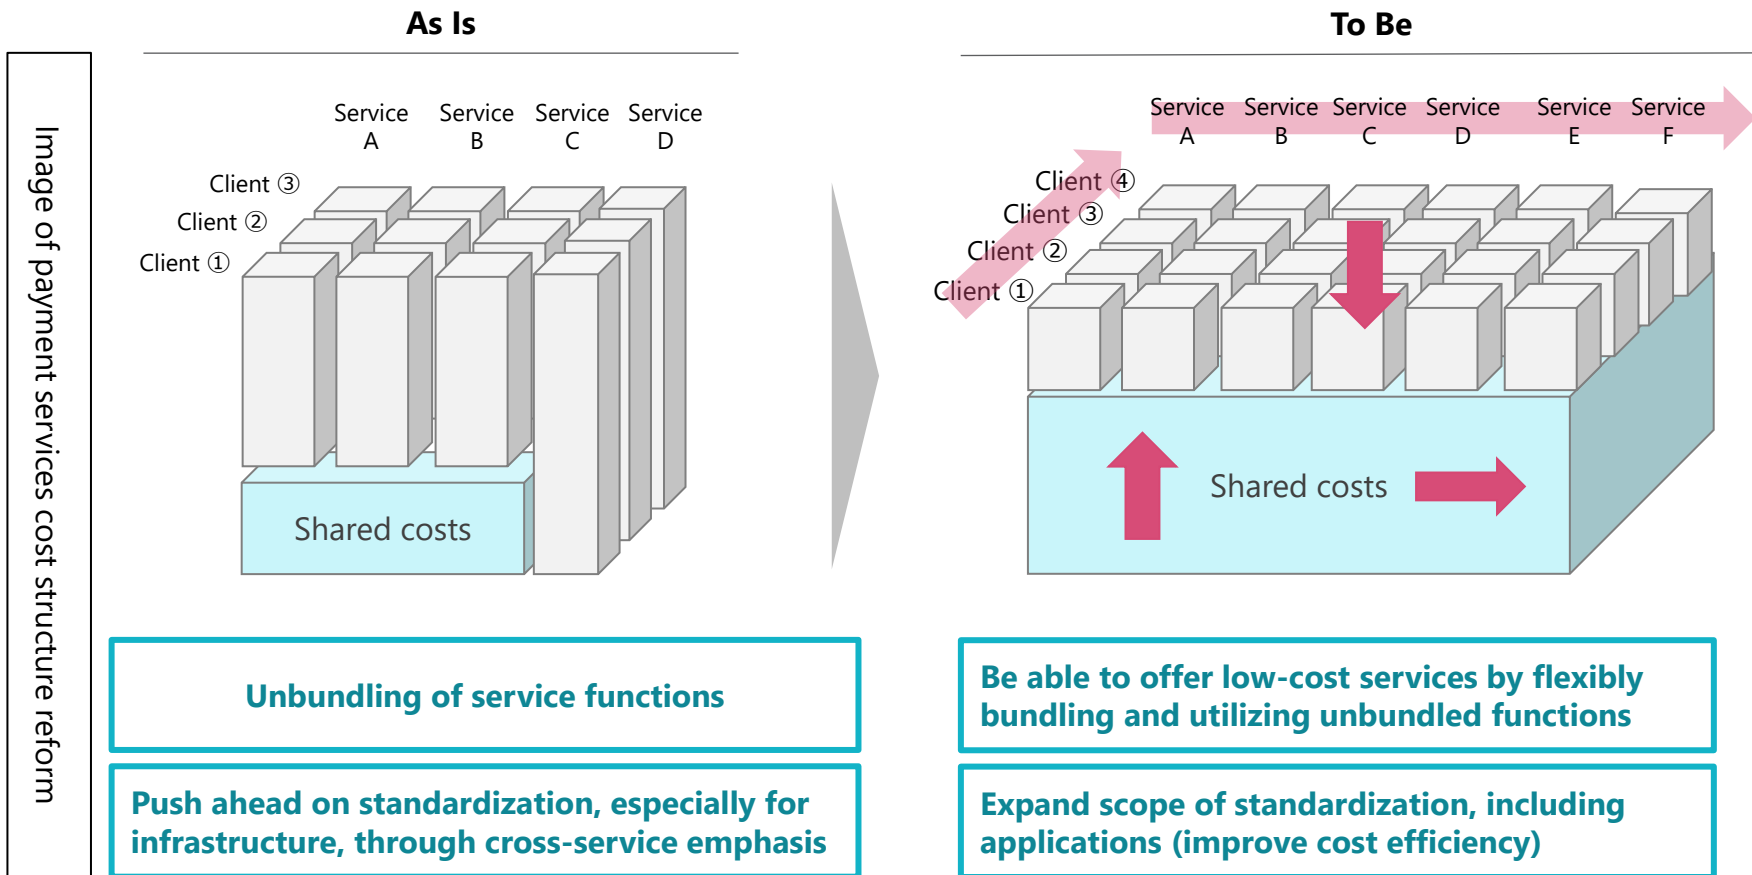 As Is
To Be
Image of payment services cost structure reform
Service
A
Service
B
Service
C
Service
D
Client ③
Client ②
Client ①
Shared costs
Service
A
Service
B
Service
C
Service
D
Service
E
Service
F
Client ④
Client ③
Client ②
Client ①
Shared costs
Unbundling of service functions
Push ahead on standardization, especially for
infrastructure, through cross-service emphasis
Be able to offer low-cost services by flexibly
bundling and utilizing unbundled functions
Expand scope of standardization, including
applications (improve cost efficiency)